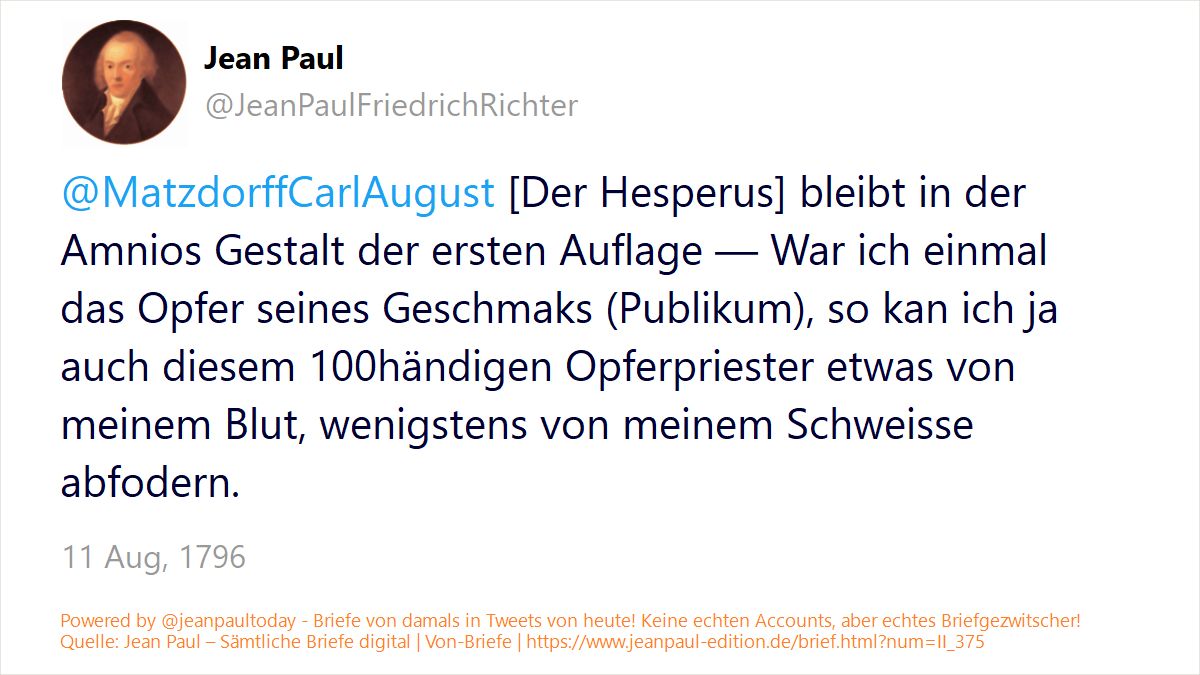 Jean Paul
@JeanPaulFriedrichRichter
@MatzdorffCarlAugust [Der Hesperus] bleibt in der
Amnios Gestalt der ersten Auflage — War ich einmal
das Opfer seines Geschmaks (Publikum), so kan ich ja
auch diesem 100händigen Opferpriester etwas von
meinem Blut, wenigstens von meinem Schweisse
abfodern.
11 Aug, 1796
Powered by @jeanpaultoday - Briefe von damals in Tweets von heute! Keine echten Accounts, aber echtes Briefgezwitscher!
Quelle: Jean Paul – Sämtliche Briefe digital | Von-Briefe | https://www.jeanpaul-edition.de/brief.html?num=II_375